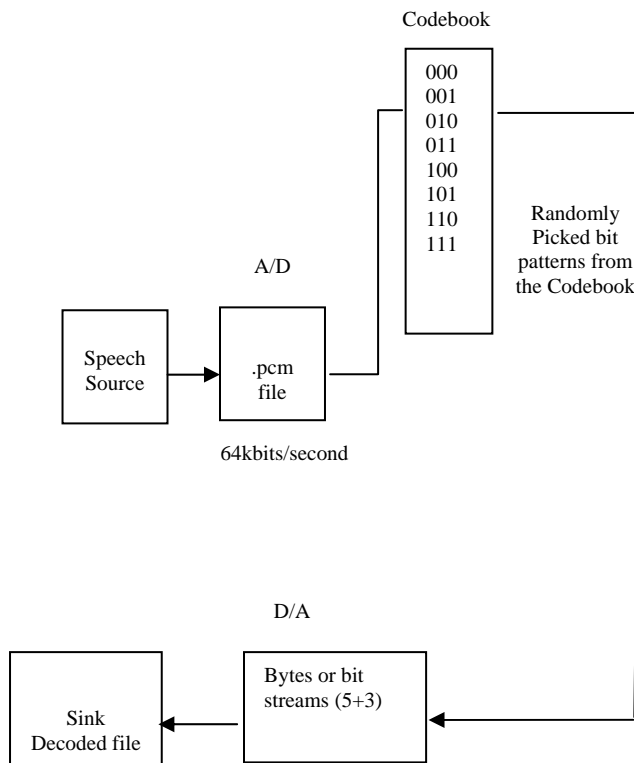 Codebook
000
001
010
011
100
101
110
111
Randomly
Picked bit
patterns from
the Codebook
A/D
Speech
Source
.pcm
file
64kbits/second
D/A
Bytes or bit
streams (5+3)
Sink
Decoded file